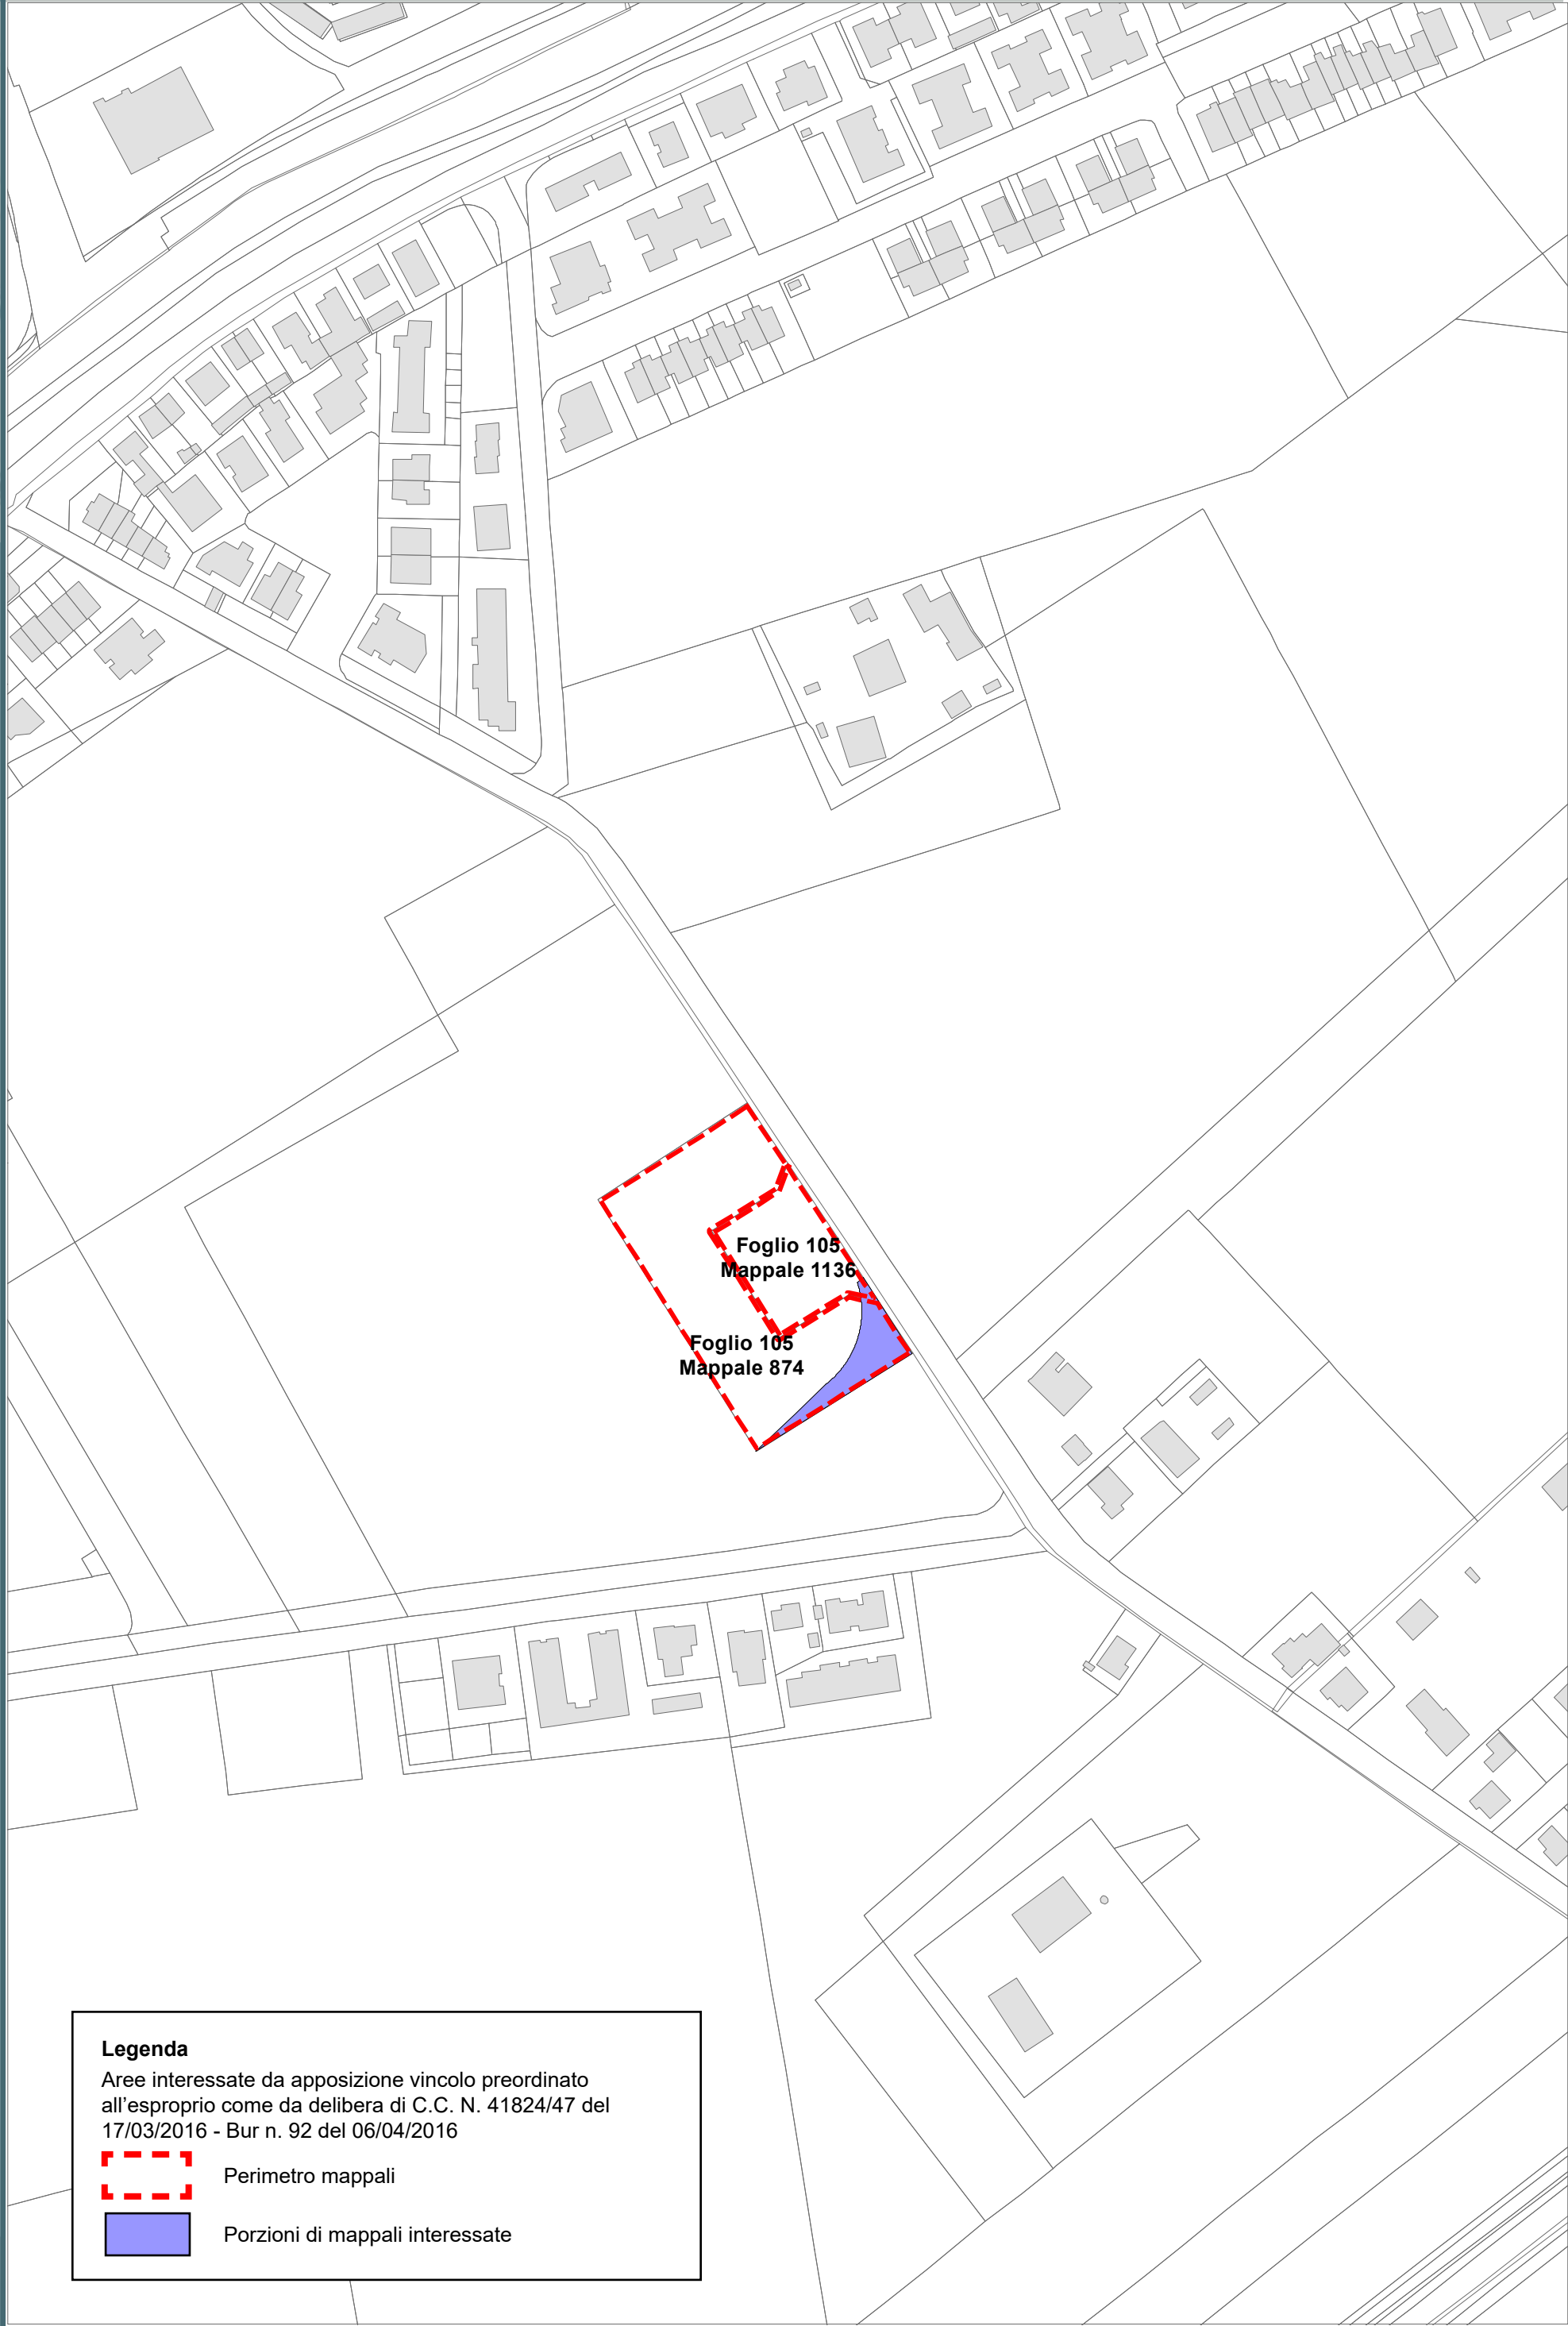 Foglio 105
Mappale 1136
Foglio 105
Mappale 874
Legenda
Aree interessate da apposizione vincolo preordinato
all'esproprio come da delibera di C.C. N. 41824/47 del
17/03/2016 - Bur n. 92 del 06/04/2016
Perimetro mappali
Porzioni di mappali interessate